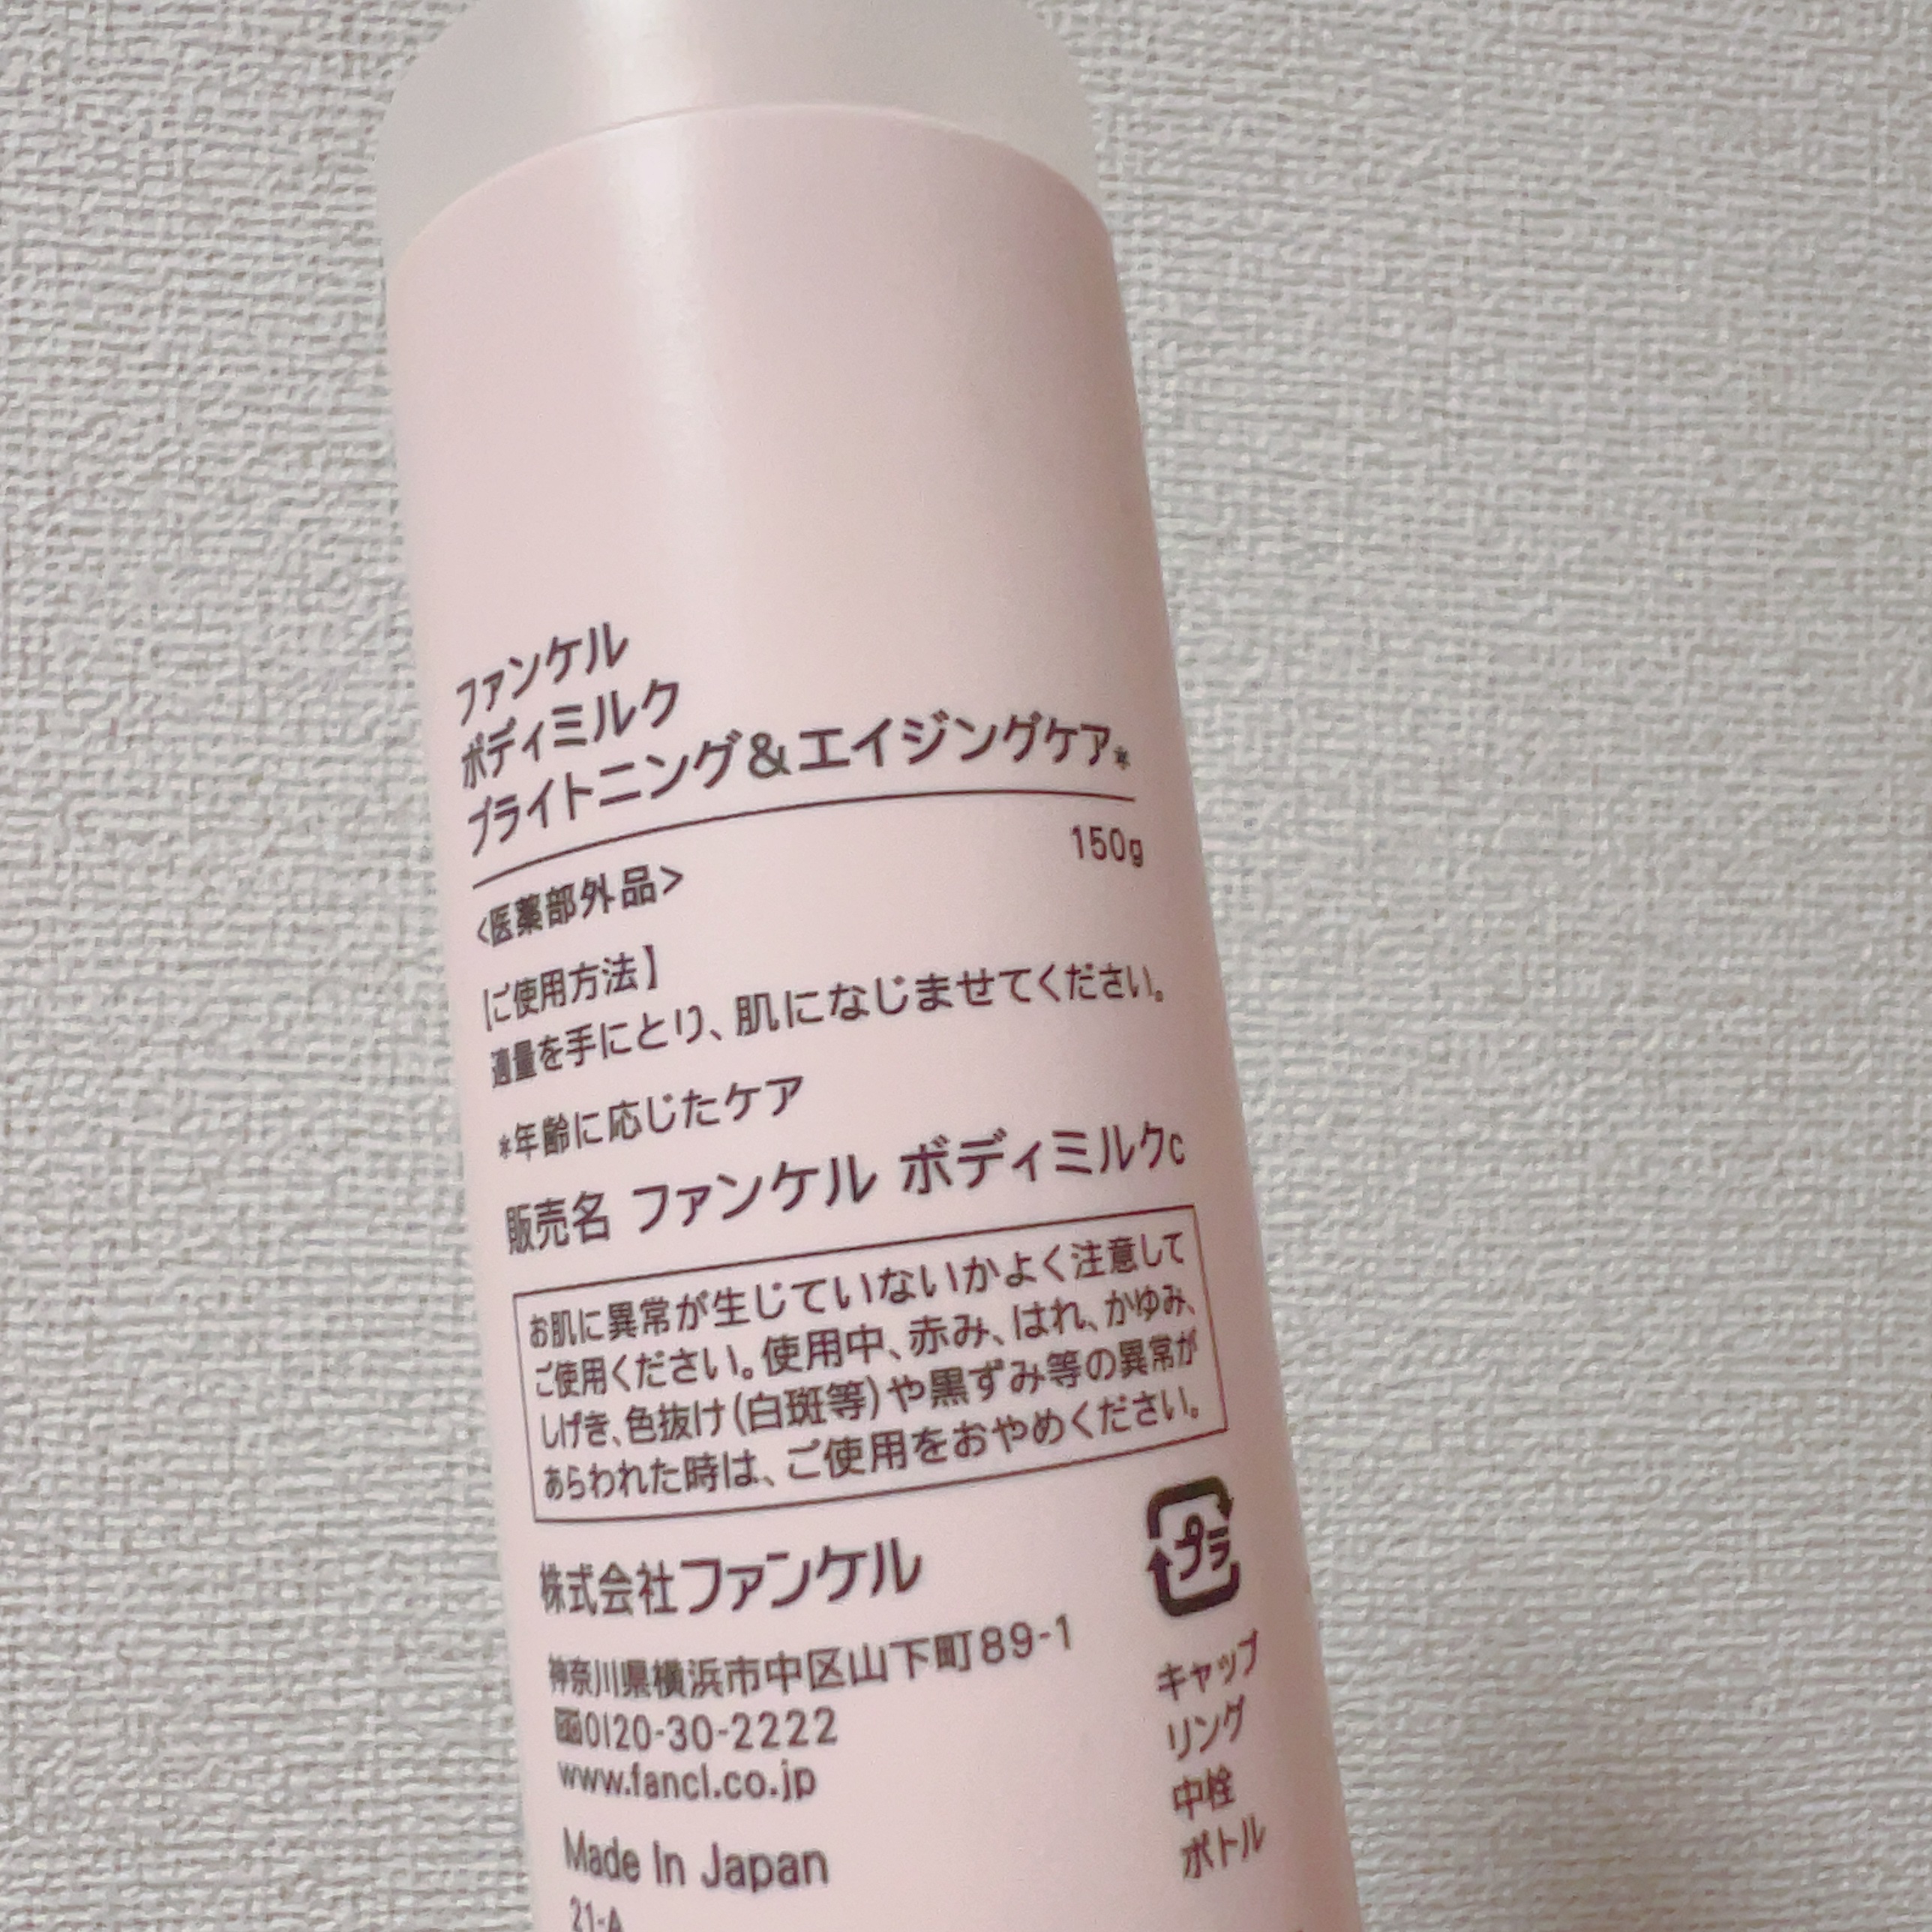 ファンケル
ボディミルク
ブライトニング&エイジングケア*
150g
<医薬部外品>
【ご使用方法】
適量を手にとり、肌になじませてください。
*年齢に応じたケア
販売名 ファンケル ボディミルクc
お肌に異常が生じていないかよく注意して
ご使用ください。使用中、赤み、はれ、かゆみ、
しげき、色抜け(白斑等)や黒ずみ等の異常が
あらわれた時は、ご使用をおやめください。
株式会社ファンケル
神奈川県横浜市中区山下町89-1
0120-30-2222
www.fancl.co.jp
Made In Japan
21-A
プラ
キャップ
リング
中栓
ボトル